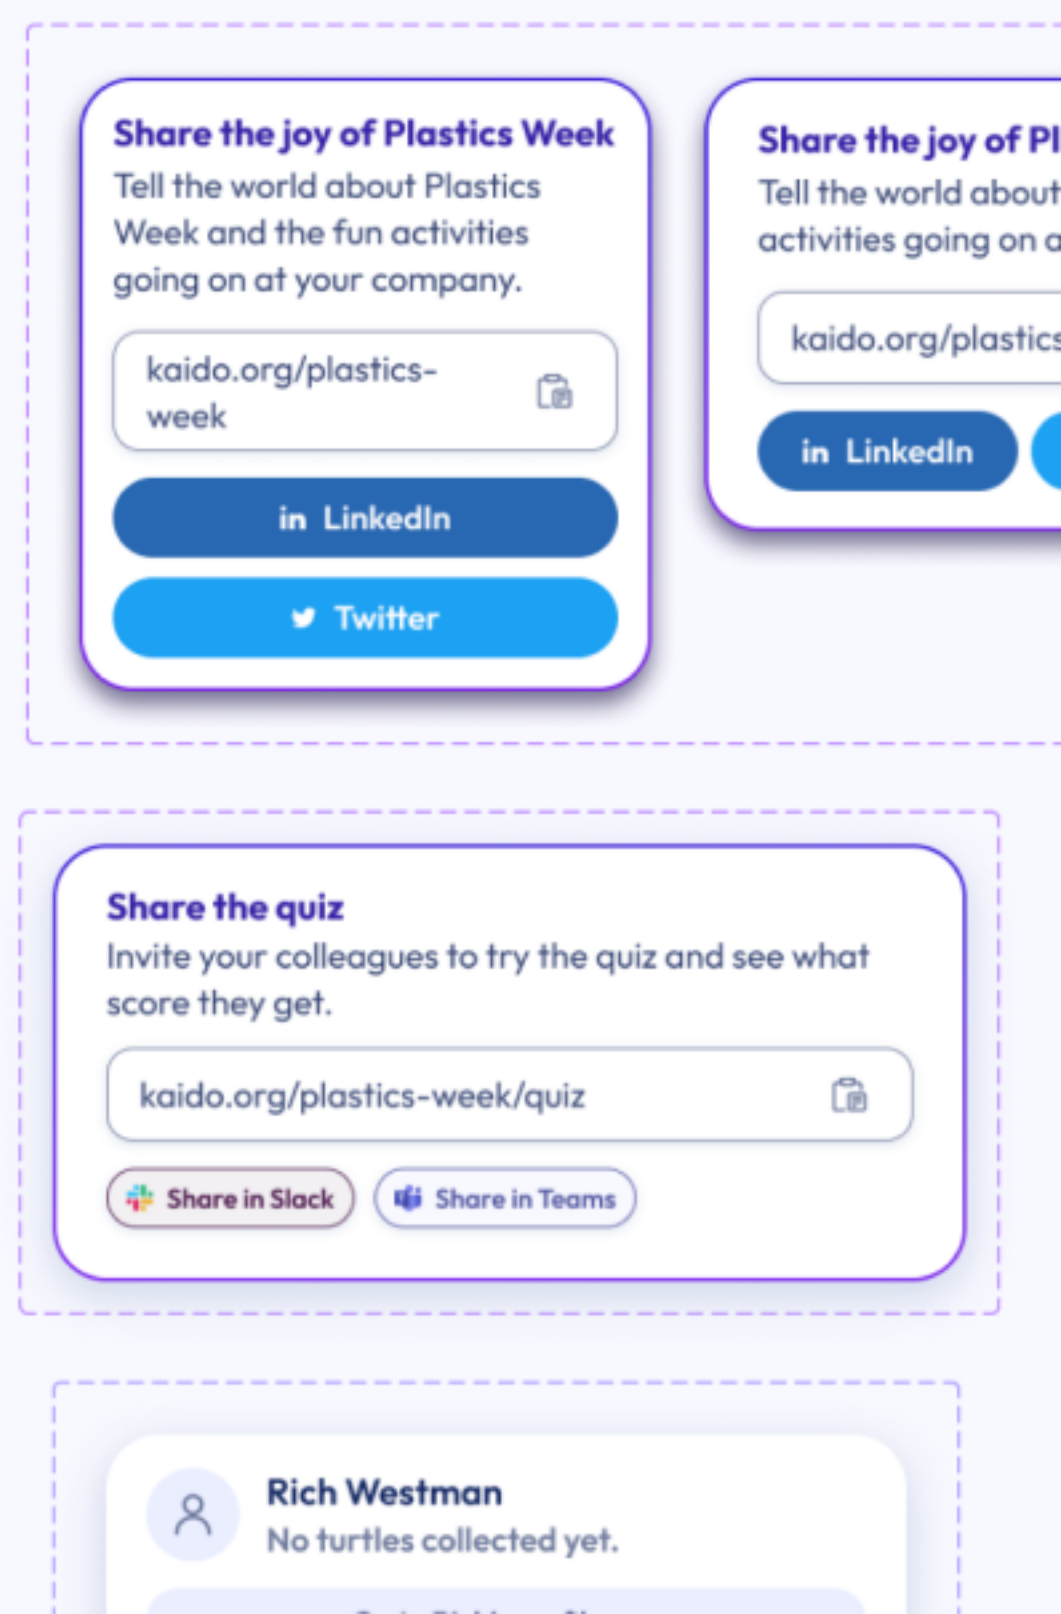 Share the joy of Plastics Week
Tell the world about Plastics
Week and the fun activities
going on at your company.
kaido.org/plastics-
week
in LinkedIn
Twitter
Share the joy of Pl
Tell the world about
activities going on a
kaido.org/plastics
in LinkedIn
Share the quiz
Invite your colleagues to try the quiz and see what
score they get.
kaido.org/plastics-week/quiz
Share in Slack
Share in Teams
Rich Westman
No turtles collected yet.